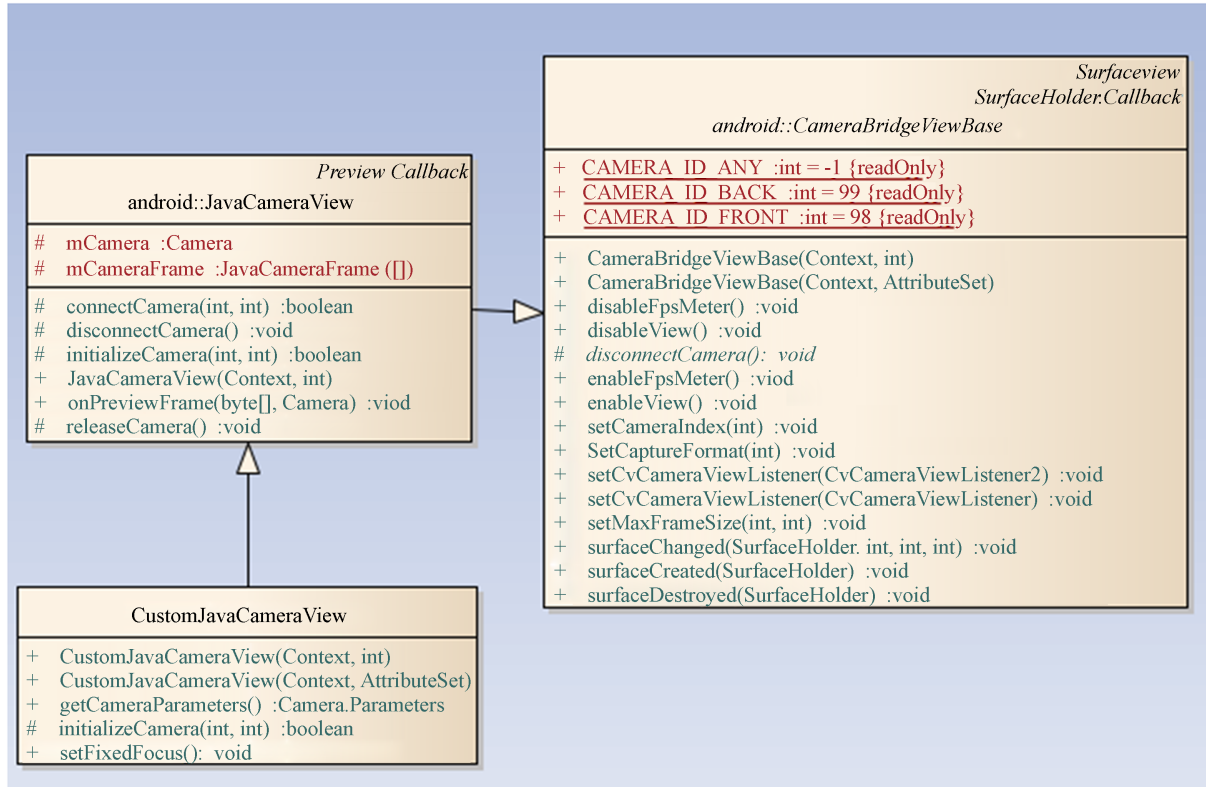 Preview Callback
android::JavaCameraView
# mCamera :Camera
# mCameraFrame :JavaCameraFrame ([])
# connectCamera(int, int) :boolean
# disconnectCamera() :void
# initializeCamera(int, int) :boolean
+ JavaCameraView(Context, int)
+ onPreviewFrame(byte[], Camera) :viod
# releaseCamera() :void
Surfaceview
SurfaceHolder.Callback
android::CameraBridgeViewBase
+ CAMERA_ID_ANY :int = -1 {readOnly}
+ CAMERA_ID_BACK :int = 99 {readOnly}
+ CAMERA_ID_FRONT :int = 98 {readOnly}
+ CameraBridgeViewBase(Context, int)
+ CameraBridgeViewBase(Context, AttributeSet)
+ disableFpsMeter() :void
+ disableView() :void
# disconnectCamera(): void
+ enableFpsMeter() :viod
+ enableView() :void
+ setCameraIndex(int) :void
+ SetCaptureFormat(int) :void
+ setCvCameraViewListener(CvCameraViewListener2) :void
+ setCvCameraViewListener(CvCameraViewListener) :void
+ setMaxFrameSize(int, int) :void
+ surfaceChanged(SurfaceHolder. int, int, int) :void
+ surfaceCreated(SurfaceHolder) :void
+ surfaceDestroyed(SurfaceHolder) :void
CustomJavaCameraView
+ CustomJavaCameraView(Context, int)
+ CustomJavaCameraView(Context, AttributeSet)
+ getCameraParameters() :Camera.Parameters
# initializeCamera(int, int) :boolean
+ setFixedFocus(): void